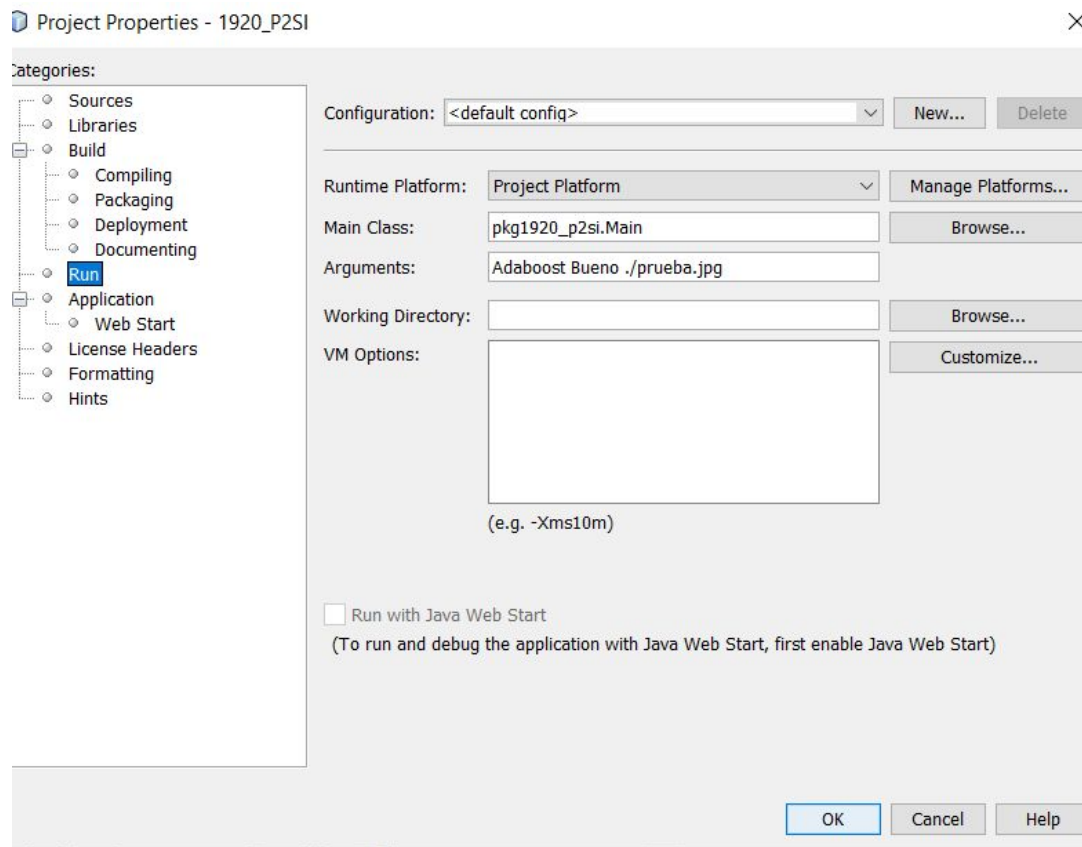 Project Properties - 1920_P2SI
Categories:
Sources
Libraries
Build
Compiling
Packaging
Deployment
Documenting
Run
Application
Web Start
License Headers
Formatting
Hints
Configuration: <default config> New... Delete
Runtime Platform: Project Platform Manage Platforms...
Main Class: pkg1920_p2si.Main Browse...
Arguments: Adaboost Bueno ./prueba.jpg
Working Directory: Browse...
VM Options: Customize...
(e.g. -Xms10m)
Run with Java Web Start
(To run and debug the application with Java Web Start, first enable Java Web Start)
OK Cancel Help